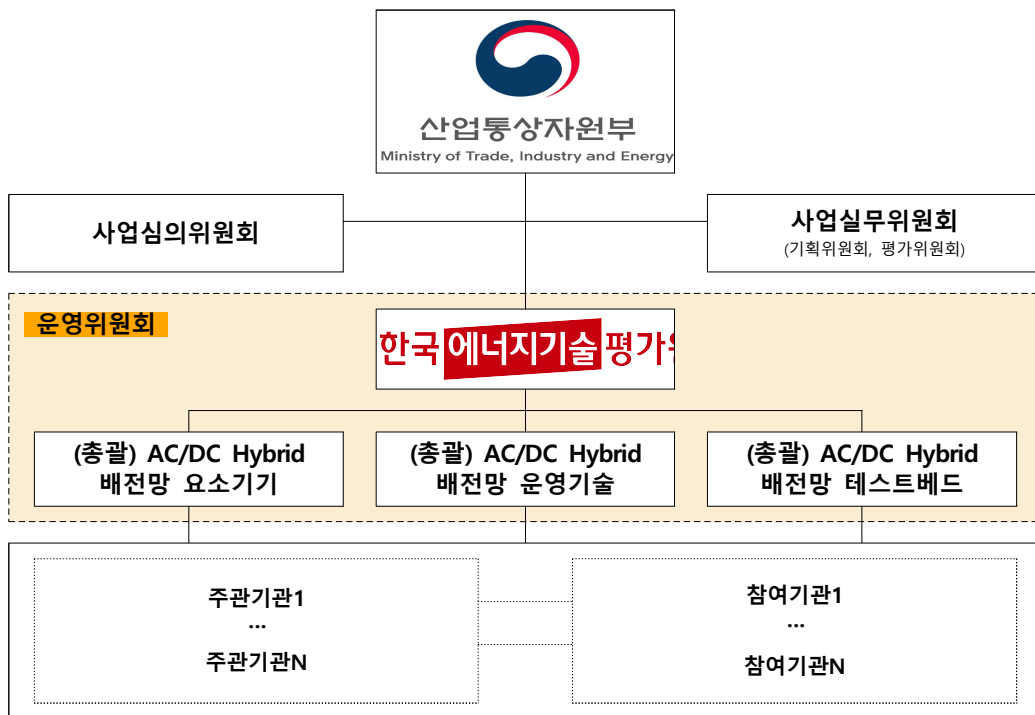 산업통상자원부
Ministry of Trade, Industry and Energy
사업심의위원회
사업실무위원회
(기획위원회, 평가위원회)
운영위원회
한국에너지기술평가
(총괄) AC/DC Hybrid
배전망 요소기기
(총괄) AC/DC Hybrid
배전망 운영기술
(총괄) AC/DC Hybrid
배전망 테스트베드
주관기관1
...
주관기관N
참여기관1
...
참여기관N